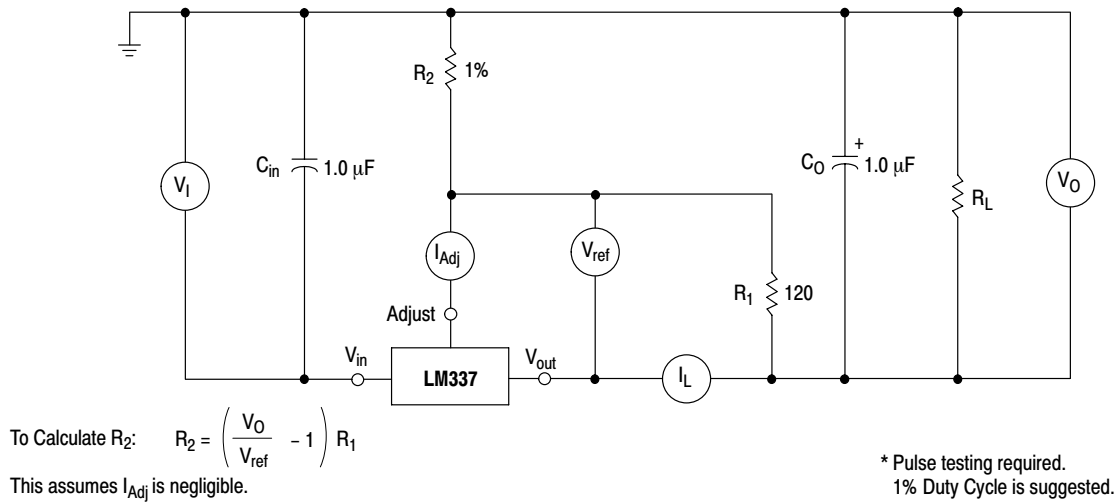 R2 1%
Cin 1.0 μF
CO + 1.0 μF
VI
RL
VO
IAdj
Vref
R1 120
Adjust
Vin
LM337
Vout
IL
To Calculate R2: R2 = ( VO / Vref – 1 ) R1
This assumes IAdj is negligible.
* Pulse testing required.
1% Duty Cycle is suggested.